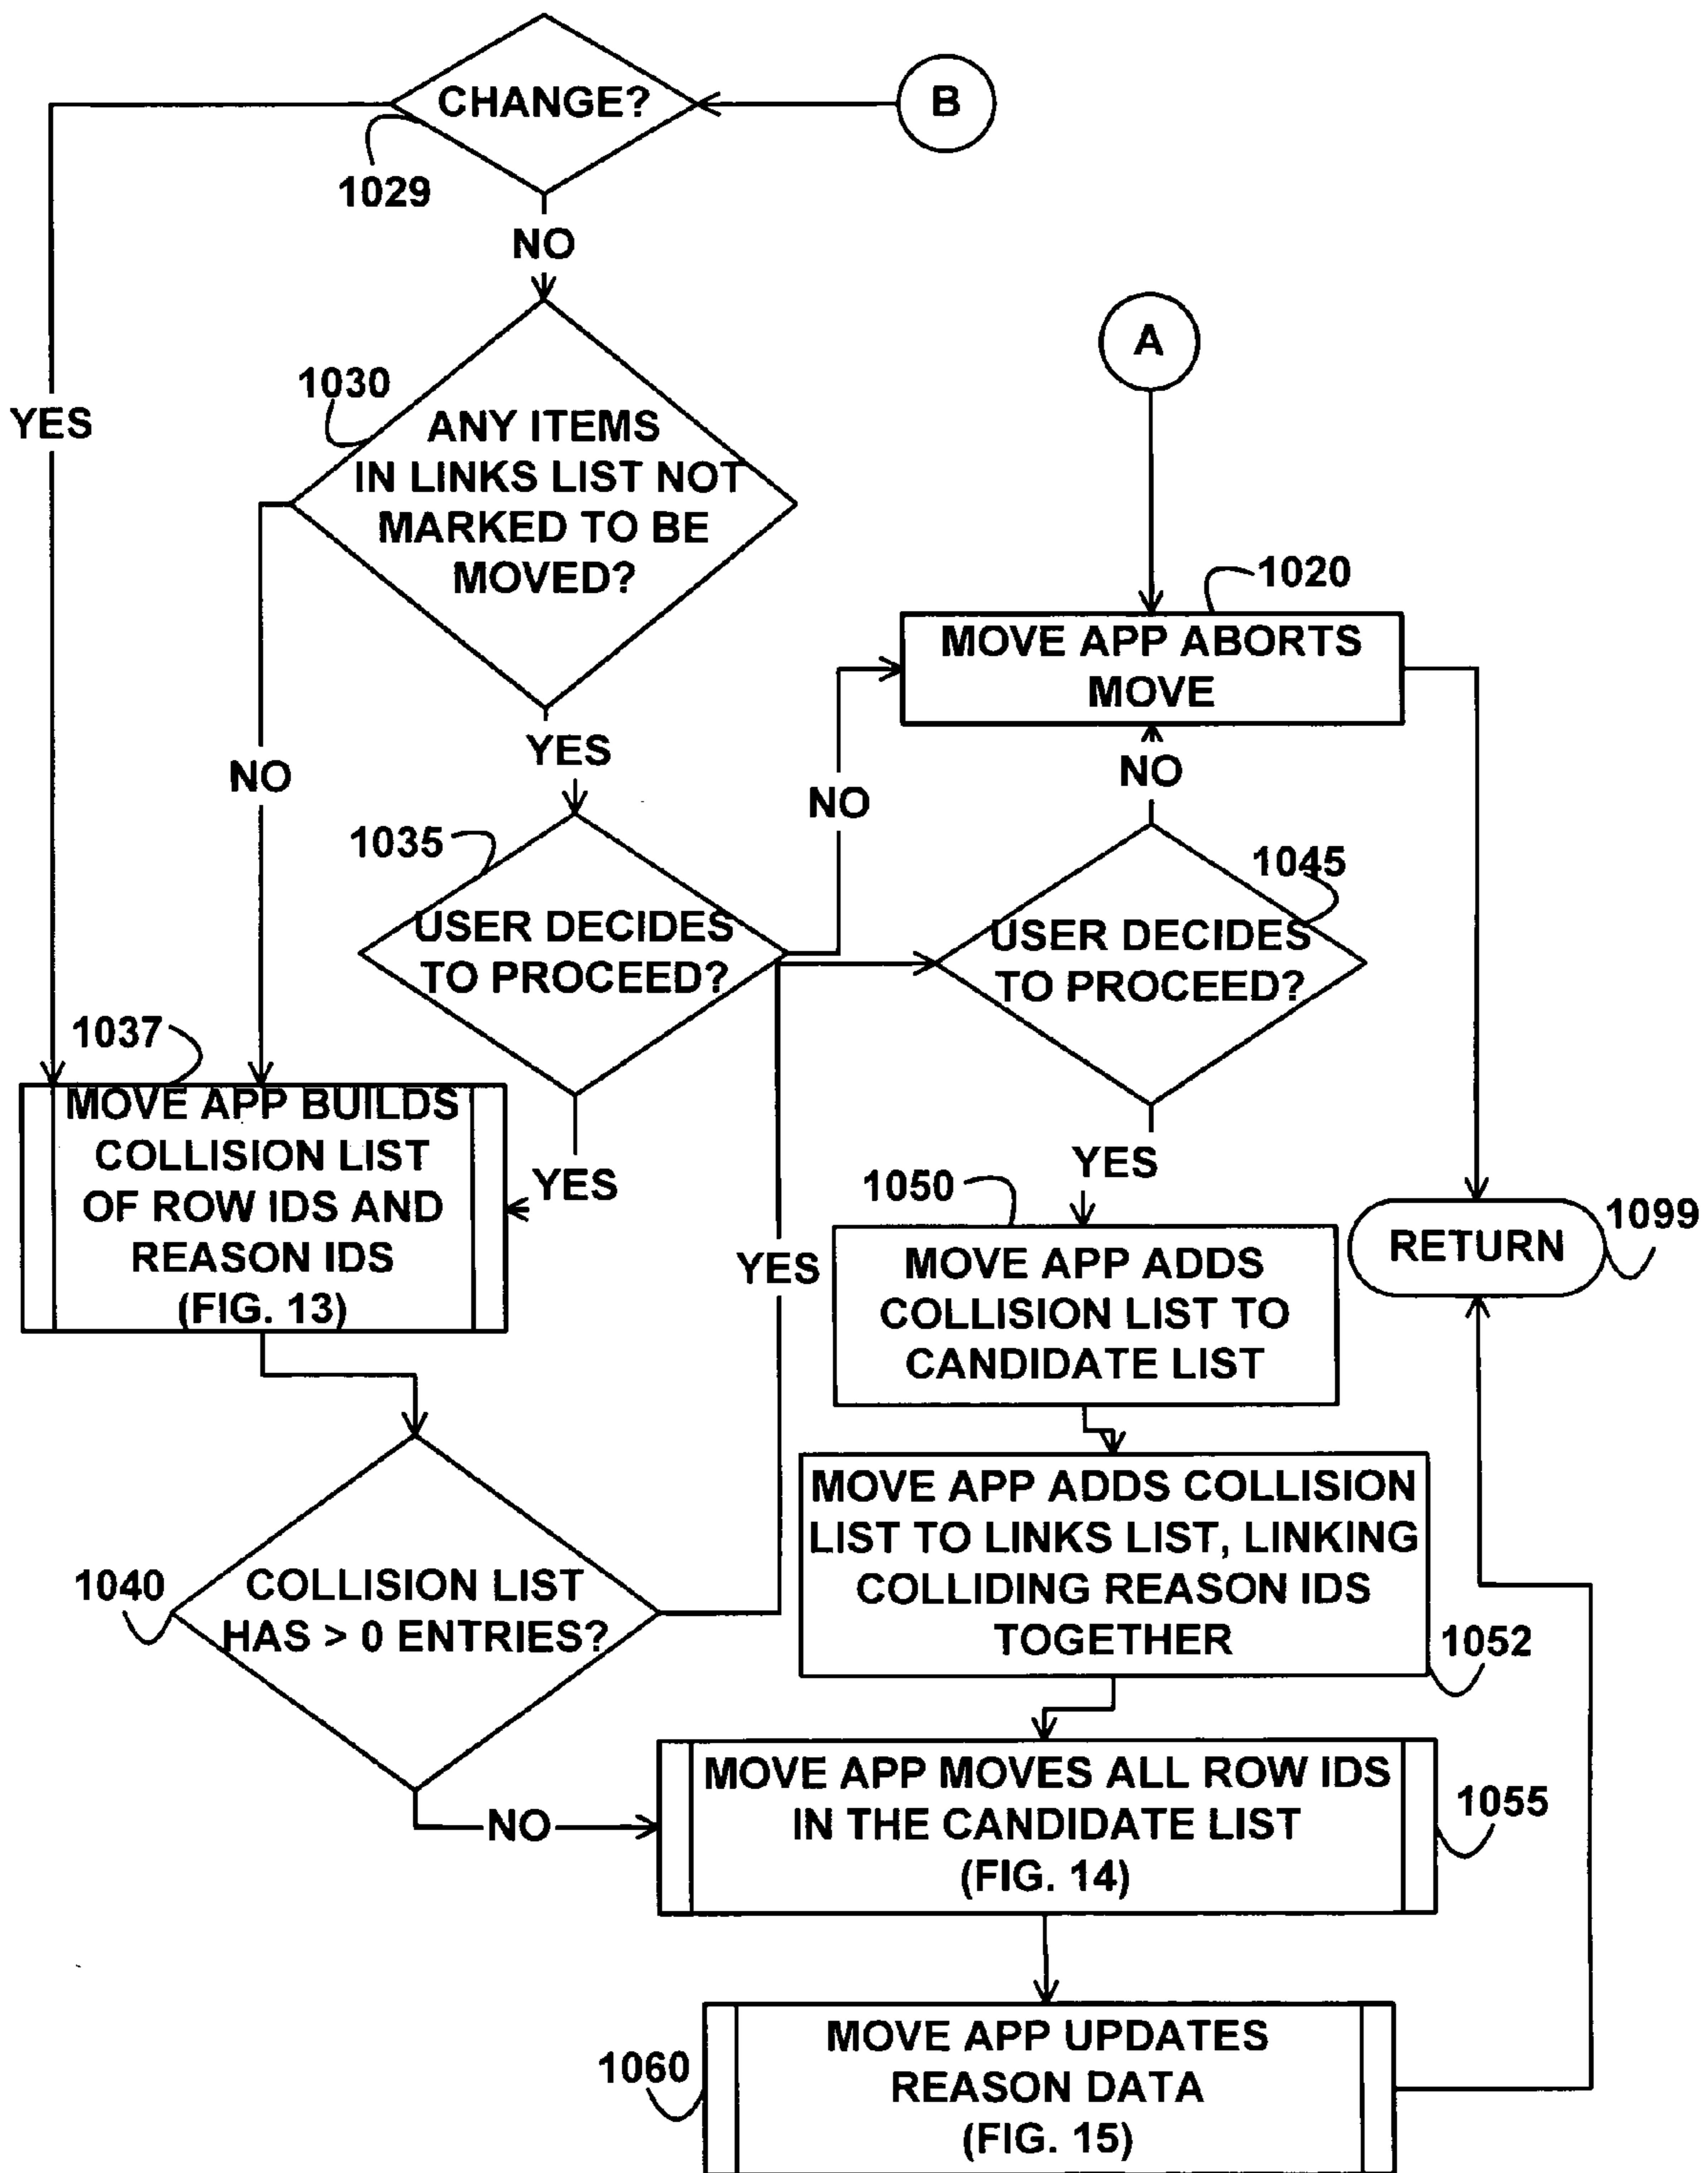 CHANGE?
B
1029
NO
YES
1030
ANY ITEMS
IN LINKS LIST NOT
MARKED TO BE
MOVED?
A
1020
MOVE APP ABORTS
MOVE
YES
NO
NO
NO
1035
USER DECIDES
TO PROCEED?
1045
USER DECIDES
TO PROCEED?
1037
MOVE APP BUILDS
COLLISION LIST
OF ROW IDS AND
REASON IDS
(FIG. 13)
YES
YES
YES
1050
MOVE APP ADDS
COLLISION LIST TO
CANDIDATE LIST
RETURN
1099
1040
COLLISION LIST
HAS > 0 ENTRIES?
MOVE APP ADDS COLLISION
LIST TO LINKS LIST, LINKING
COLLIDING REASON IDS
TOGETHER
1052
NO
MOVE APP MOVES ALL ROW IDS
IN THE CANDIDATE LIST
(FIG. 14)
1055
1060
MOVE APP UPDATES
REASON DATA
(FIG. 15)